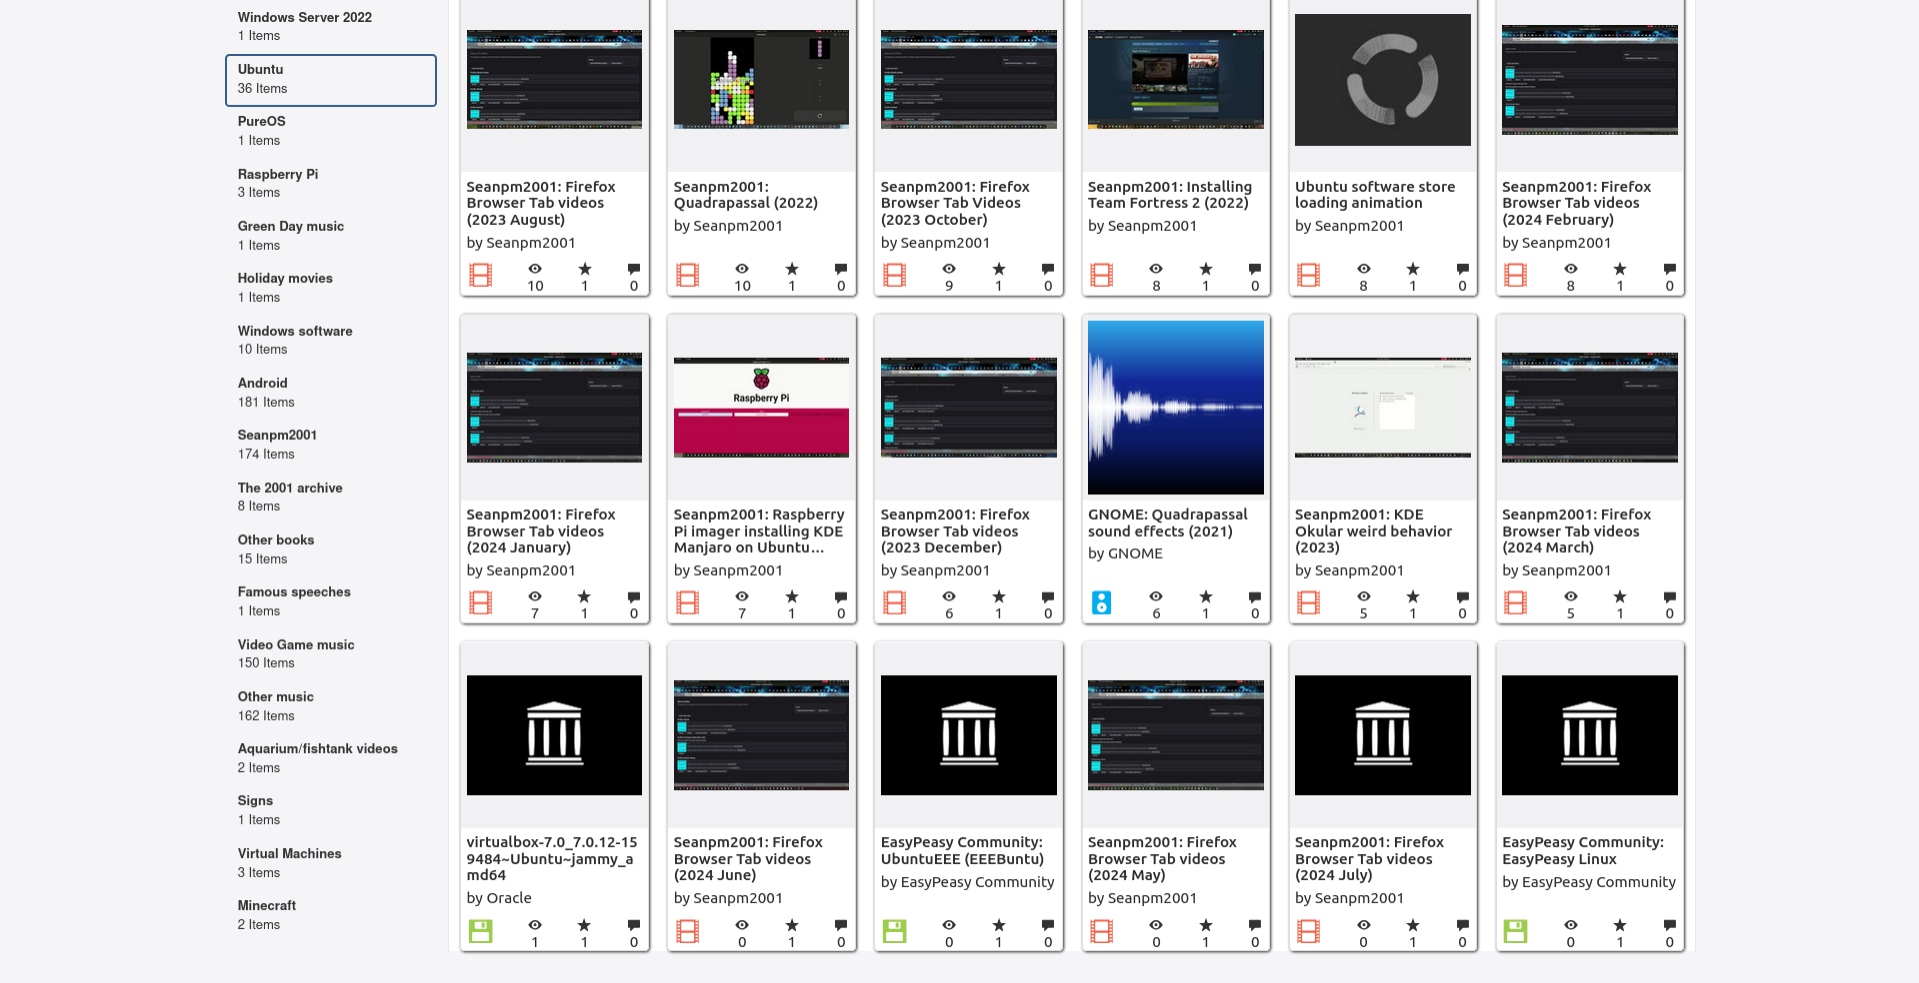 Windows Server 2022
1 Items
Ubuntu
36 Items
PureOS
1 Items
Raspberry Pi
3 Items
Green Day music
1 Items
Holiday movies
1 Items
Windows software
10 Items
Android
181 Items
Seanpm2001
174 Items
The 2001 archive
8 Items
Other books
15 Items
Famous speeches
1 Items
Video Game music
150 Items
Other music
162 Items
Aquarium/fishtank videos
2 Items
Signs
1 Items
Virtual Machines
3 Items
Minecraft
2 Items
Seanpm2001: Firefox
Browser Tab videos
(2023 August)
by Seanpm2001
10 1 0
Seanpm2001:
Quadrapassal (2022)
by Seanpm2001
10 1 0
Seanpm2001: Firefox
Browser Tab Videos
(2023 October)
by Seanpm2001
9 1 0
Seanpm2001: Installing
Team Fortress 2 (2022)
by Seanpm2001
8 1 0
Ubuntu software store
loading animation
by Seanpm2001
8 1 0
Seanpm2001: Firefox
Browser Tab videos
(2024 February)
by Seanpm2001
8 1 0
Seanpm2001: Firefox
Browser Tab videos
(2024 January)
by Seanpm2001
7 1 0
Raspberry Pi
Seanpm2001: Raspberry
Pi imager installing KDE
Manjaro on Ubuntu...
by Seanpm2001
7 1 0
Seanpm2001: Firefox
Browser Tab videos
(2023 December)
by Seanpm2001
6 1 0
GNOME: Quadrapassal
sound effects (2021)
by GNOME
6 1 0
Seanpm2001: KDE
Okular weird behavior
(2023)
by Seanpm2001
5 1 0
Seanpm2001: Firefox
Browser Tab videos
(2024 March)
by Seanpm2001
5 1 0
virtualbox-7.0_7.0.12-15
9484~Ubuntu~jammy_a
md64
by Oracle
1 1 0
Seanpm2001: Firefox
Browser Tab videos
(2024 June)
by Seanpm2001
0 1 0
EasyPeasy Community:
UbuntuEEE (EEEBuntu)
by EasyPeasy Community
0 1 0
Seanpm2001: Firefox
Browser Tab videos
(2024 May)
by Seanpm2001
0 1 0
Seanpm2001: Firefox
Browser Tab videos
(2024 July)
by Seanpm2001
0 1 0
EasyPeasy Community:
EasyPeasy Linux
by EasyPeasy Community
0 1 0